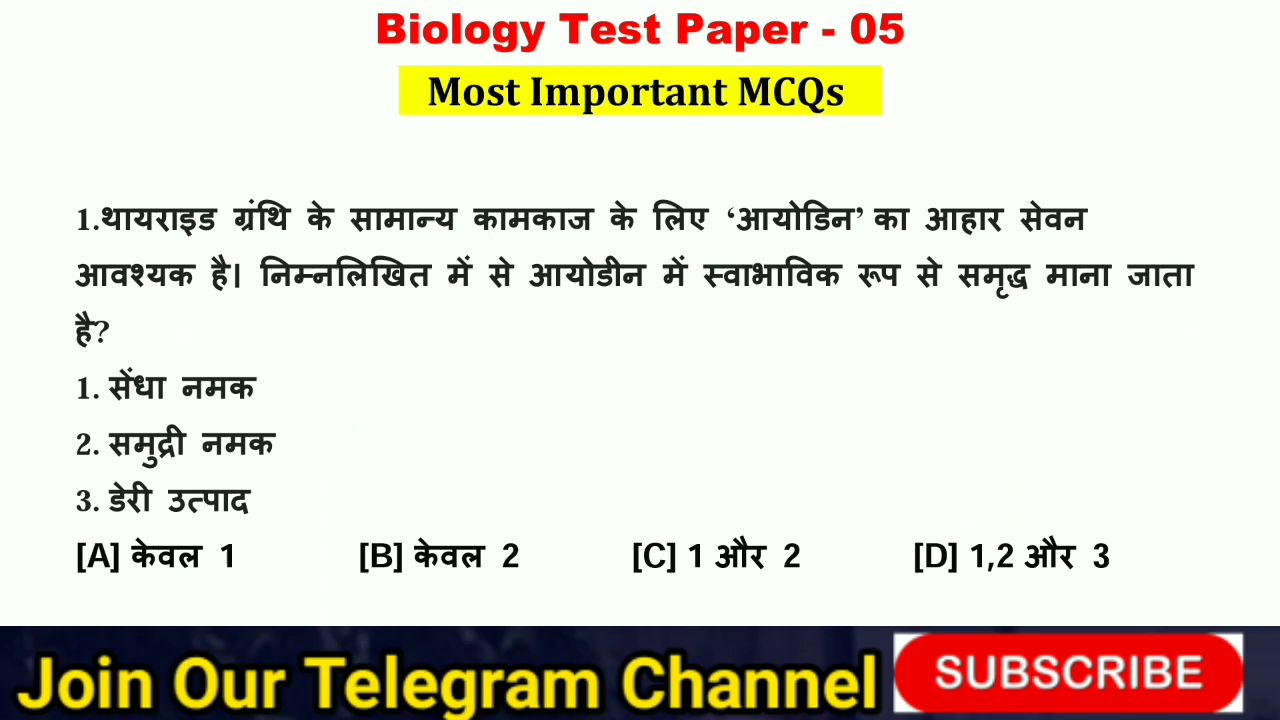 Biology Test Paper - 05
Most Important MCQs
1.थायराइड ग्रंथि के सामान्य कामकाज के लिए ‘आयोडिन’ का आहार सेवन
आवश्यक है। निम्नलिखित में से आयोडीन में स्वाभाविक रूप से समृद्ध माना जाता
है?
1. सेंधा नमक
2. समुद्री नमक
3. डेरी उत्पाद
[A] केवल 1 [B] केवल 2 [C] 1 और 2 [D] 1,2 और 3
Join Our Telegram Channel SUBSCRIBE